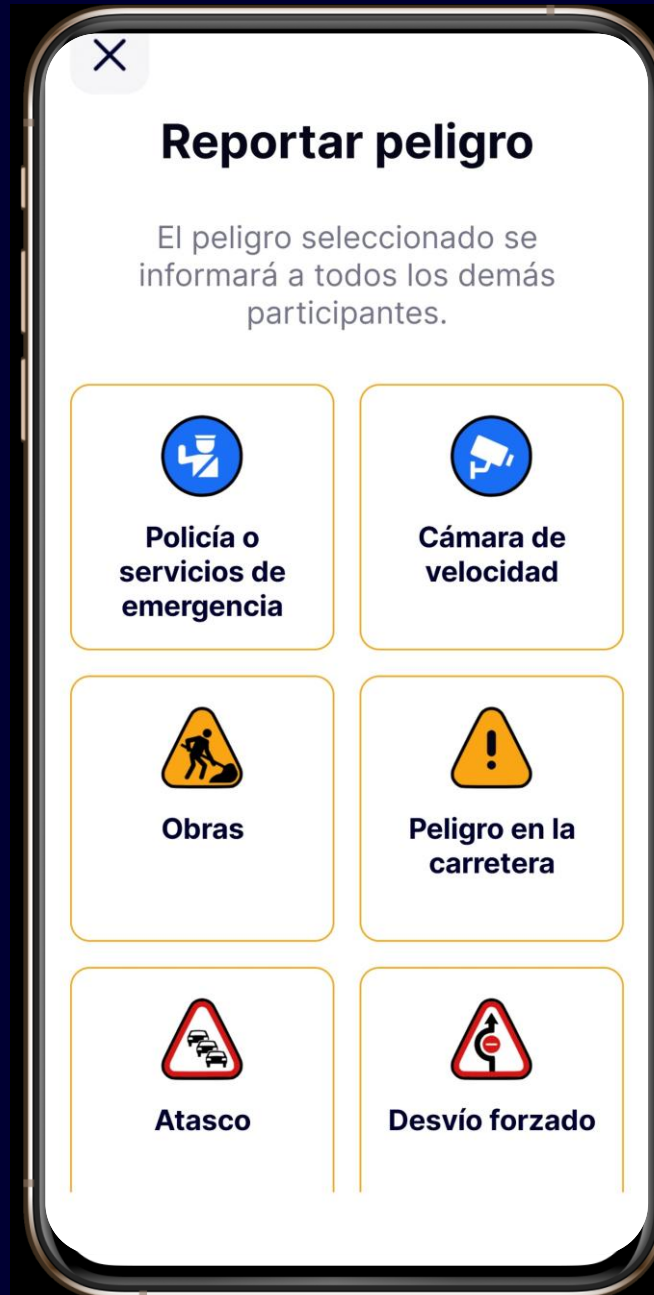 Reportar peligro
El peligro seleccionado se
informará a todos los demás
participantes.
Policía o
servicios de
emergencia
Cámara de
velocidad
Obras
Peligro en la
carretera
Atasco
Desvío forzado